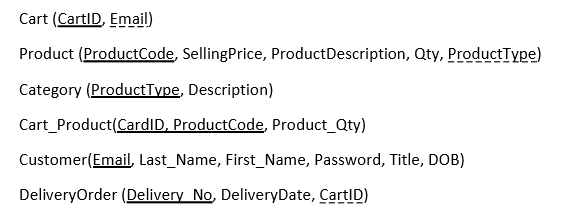 Cart (CartID, Email)
Product (ProductCode, SellingPrice, ProductDescription, Qty, ProductType)
Category (ProductType, Description)
Cart_Product(CardID, ProductCode, Product_Qty)
Customer(Email, Last_Name, First_Name, Password, Title, DOB)
DeliveryOrder (Delivery_No, DeliveryDate, CartID)